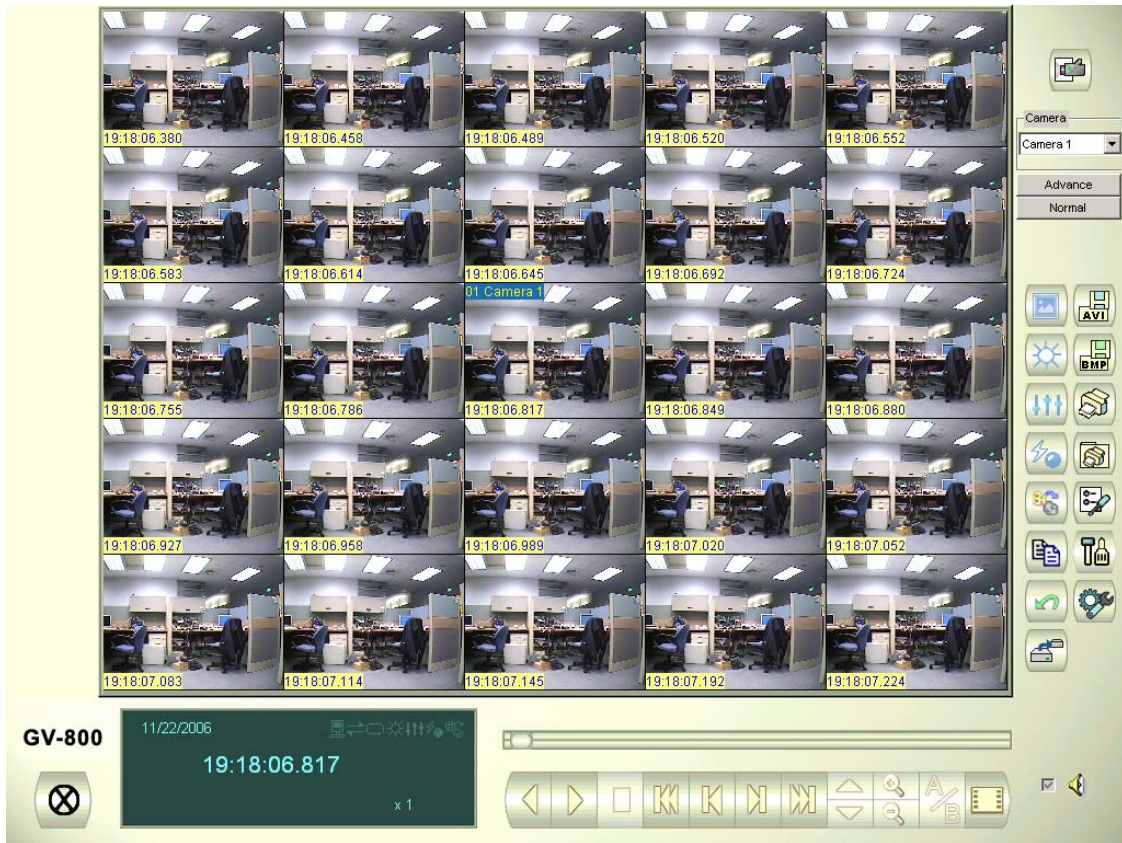 19:18:06.380 19:18:06.458 19:18:06.489 19:18:06.520 19:18:06.552
Camera
Camera 1
Advance
Normal
19:18:06.583 19:18:06.614 19:18:06.645 19:18:06.692 19:18:06.724
01 Camera 1
AVI
BMP
19:18:06.755 19:18:06.786 19:18:06.817 19:18:06.849 19:18:06.880
19:18:06.927 19:18:06.958 19:18:06.989 19:18:07.020 19:18:07.052
19:18:07.083 19:18:07.114 19:18:07.145 19:18:07.192 19:18:07.224
GV-800
11/22/2006
19:18:06.817
x 1
A/B